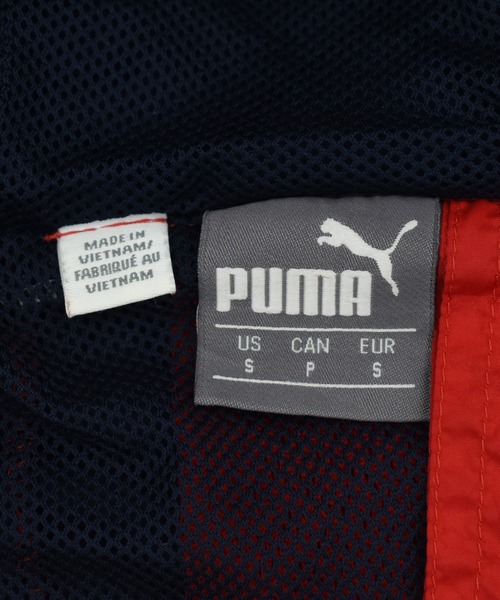 MADE IN
VIETNAM/
FABRIQUÉ AU
VIETNAM
PUMA
US CAN EUR
S P S